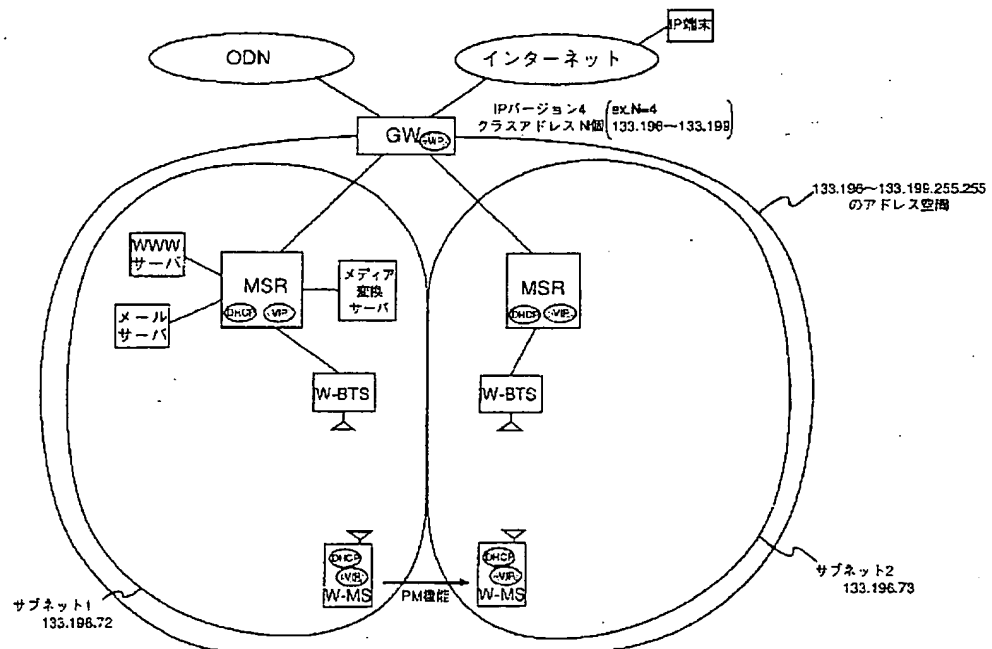 IP端末
ODN
インターネット
IPバージョン4
クラスアドレス N個
ex.N=4
133.196〜133.199
GW
VIP
133.196〜133.199.255.255
のアドレス空間
WWW
サーバ
MSR
DHCP
VIP
メディア
変換
サーバ
メール
サーバ
MSR
DHCP
VIP
W-BTS
W-BTS
DHCP
VIP
W-MS
PM機能
DHCP
VIP
W-MS
サブネット1
133.196.72
サブネット2
133.196.73